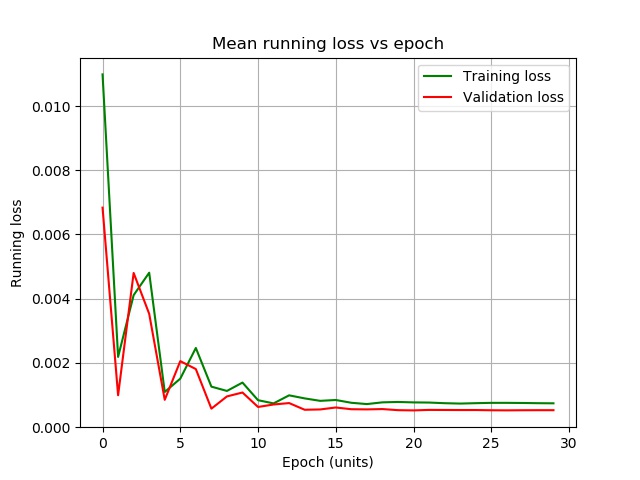 Mean running loss vs epoch
Training loss
Validation loss
0.010
0.008
0.006
0.004
0.002
0.000
Running loss
0 5 10 15 20 25 30
Epoch (units)